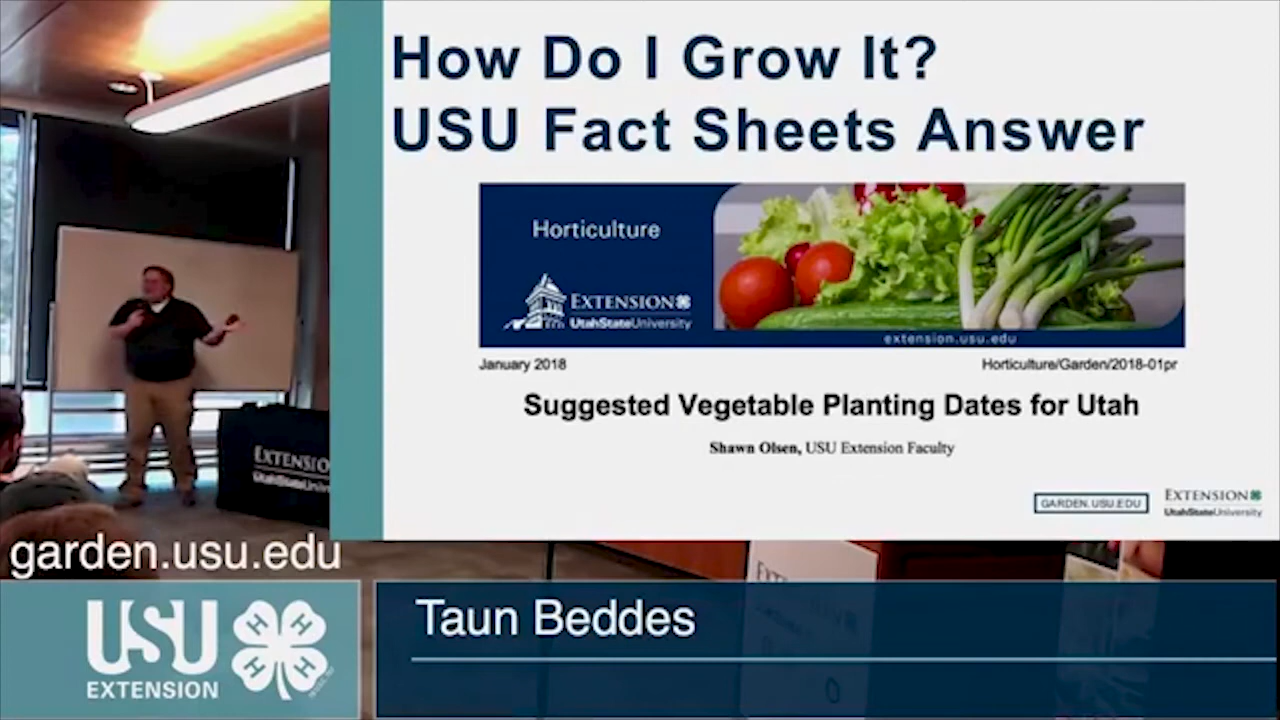 How Do I Grow It?
USU Fact Sheets Answer
Horticulture
EXTENSION
UtahStateUniversity
extension.usu.edu
January 2018
Horticulture/Garden/2018-01pr
Suggested Vegetable Planting Dates for Utah
Shawn Olsen, USU Extension Faculty
GARDEN.USU.EDU
EXTENSION
UtahStateUniversity
EXTENSIO
UtahStateUniver
garden.usu.edu
USU
EXTENSION
H H
H H
Taun Beddes